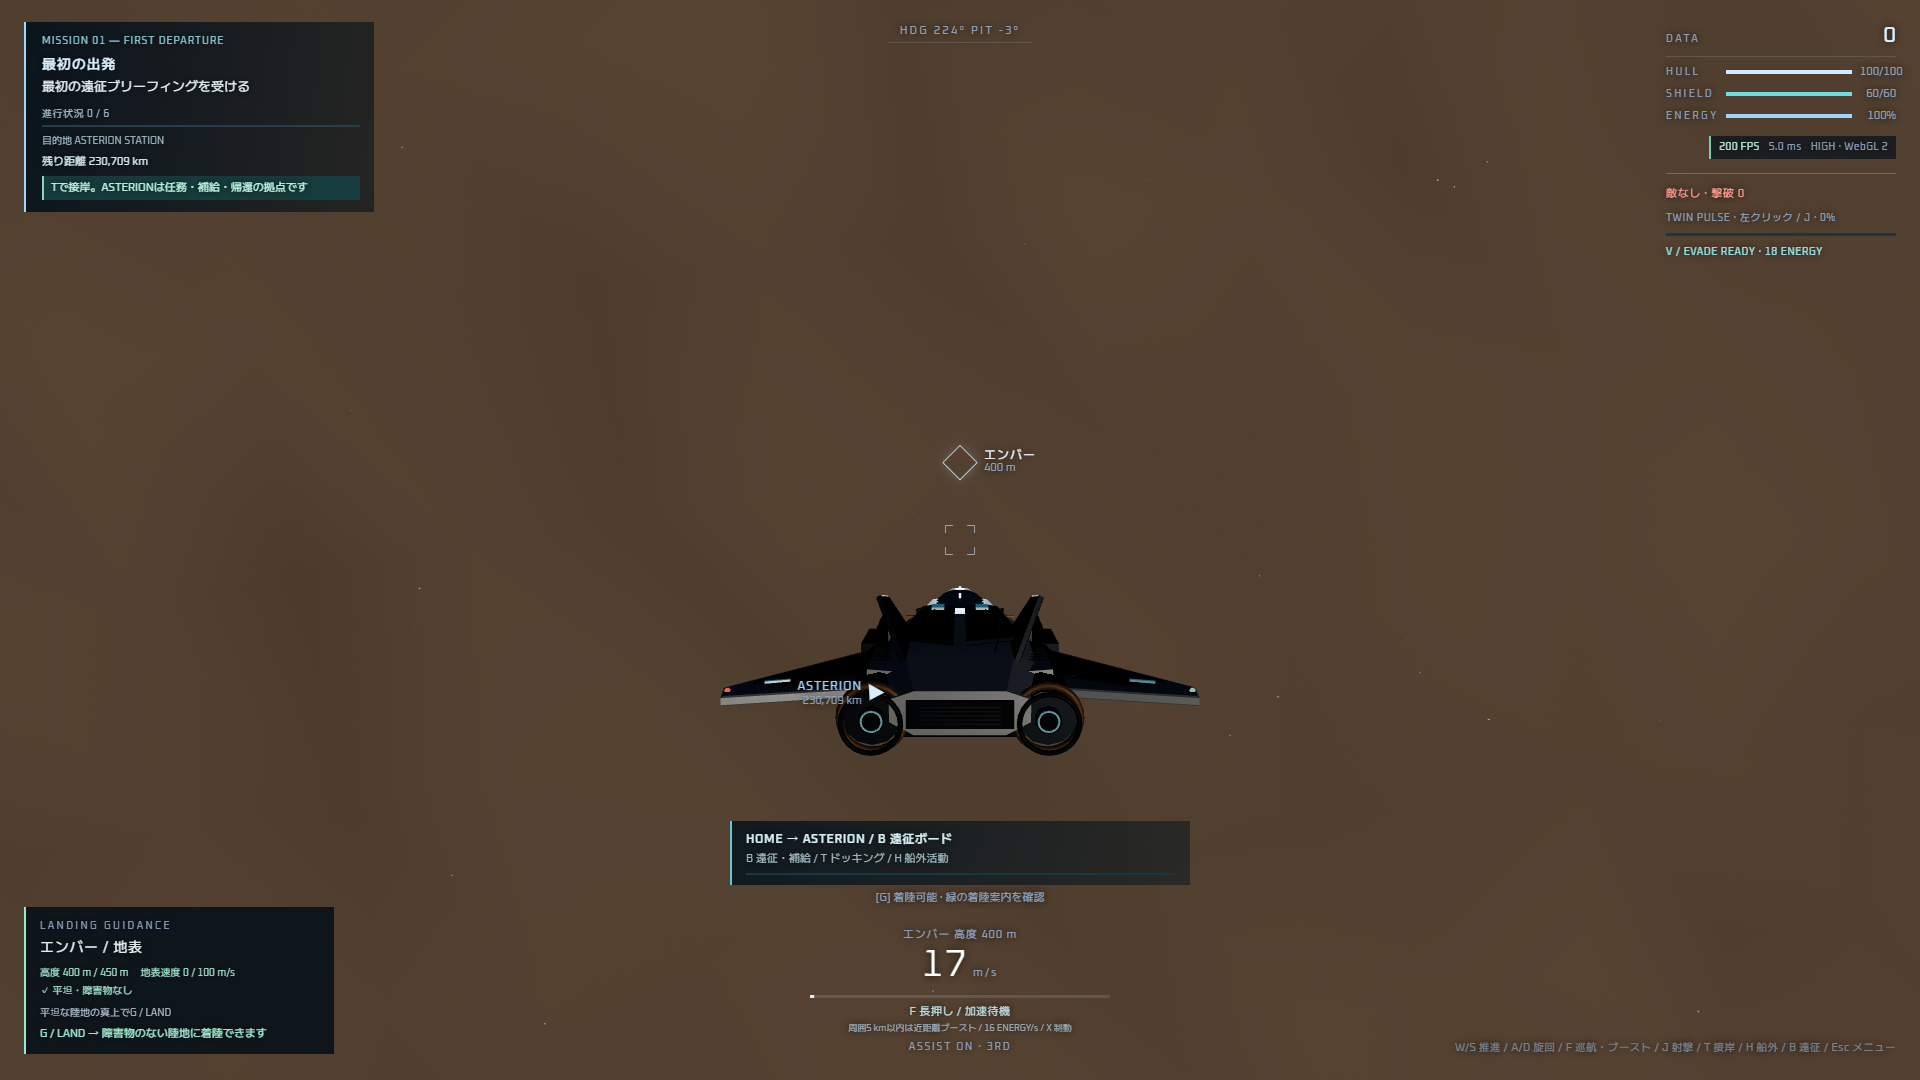 MISSION 01 — FIRST DEPARTURE
最初の出発
最初の遠征ブリーフィングを受ける
進行状況 0 / 6
目的地 ASTERION STATION
残り距離 230,709 km
Tで接岸。ASTERIONは任務・補給・帰還の拠点です
HDG 224° PIT -3°
DATA 0
HULL 100/100
SHIELD 60/60
ENERGY 100%
200 FPS 5.0 ms HIGH · WebGL 2
敵なし · 撃破 0
TWIN PULSE · 左クリック / J · 0%
V / EVADE READY · 18 ENERGY
エンバー
400 m
ASTERION
230,709 km
HOME → ASTERION / B 遠征ボード
B 遠征・補給 / T ドッキング / H 船外活動
[G] 着陸可能 · 緑の着陸案内を確認
エンバー 高度 400 m
17 m/s
F 長押し / 加速待機
周囲5 km以内は近距離ブースト / 16 ENERGY/s / X 制動
ASSIST ON · 3RD
LANDING GUIDANCE
エンバー / 地表
高度 400 m / 450 m 地表速度 0 / 100 m/s
✓ 平坦・障害物なし
平坦な陸地の真上でG / LAND
G / LAND → 障害物のない陸地に着陸できます
W/S 推進 / A/D 旋回 / F 巡航・ブースト / J 射撃 / T 接岸 / H 船外 / B 遠征 / Esc メニュー